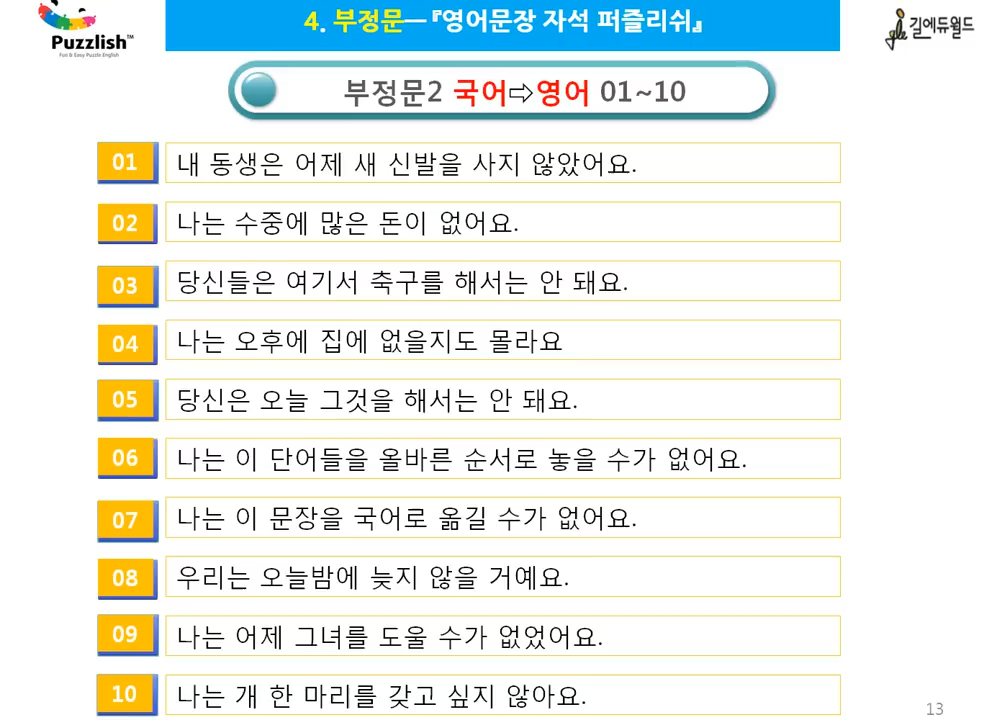 Puzzlish™
Fun & Easy Puzzle English
4. 부정문—『영어문장 자석 퍼즐리쉬』
gle 길에듀월드
부정문2 국어⇨영어 01~10
01 내 동생은 어제 새 신발을 사지 않았어요.
02 나는 수중에 많은 돈이 없어요.
03 당신들은 여기서 축구를 해서는 안 돼요.
04 나는 오후에 집에 없을지도 몰라요
05 당신은 오늘 그것을 해서는 안 돼요.
06 나는 이 단어들을 올바른 순서로 놓을 수가 없어요.
07 나는 이 문장을 국어로 옮길 수가 없어요.
08 우리는 오늘밤에 늦지 않을 거예요.
09 나는 어제 그녀를 도울 수가 없었어요.
10 나는 개 한 마리를 갖고 싶지 않아요.
13